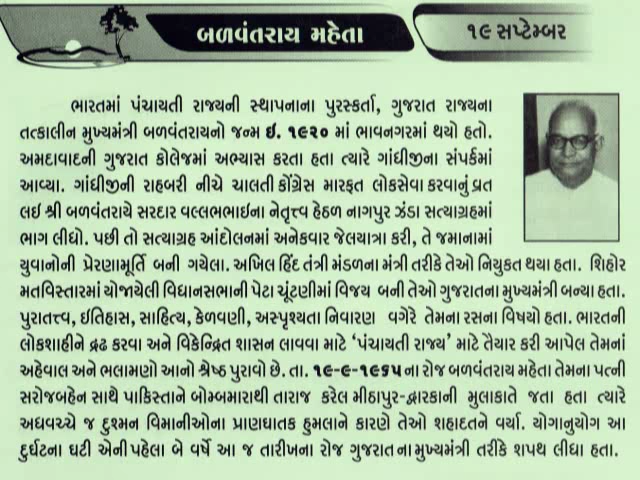 બળવંતરાય મહેતા
૧૯ સપ્ટેમ્બર
ભારતમાં પંચાયતી રાજ્યની સ્થાપનાના પુરસ્કર્તા, ગુજરાત રાજ્યના
તત્કાલીન મુખ્યમંત્રી બળવંતરાયનો જન્મ ઈ. ૧૯૨૦ માં ભાવનગરમાં થયો હતો.
અમદાવાદની ગુજરાત કોલેજમાં અભ્યાસ કરતા હતા ત્યારે ગાંધીજીના સંપર્કમાં
આવ્યા. ગાંધીજીની રાહબરી નીચે ચાલતી કોંગ્રેસ મારફત લોકસેવા કરવાનું વ્રત
લઈ શ્રી બળવંતરાયે સરદાર વલ્લભભાઈના નેતૃત્ત્વ હેઠળ નાગપુર ઝંડા સત્યાગ્રહમાં
ભાગ લીધો. પછી તો સત્યાગ્રહ આંદોલનમાં અનેકવાર જેલયાત્રા કરી, તે જમાનામાં
યુવાનોની પ્રેરણામૂર્તિ બની ગયેલા. અખિલ હિંદ તંત્રી મંડળના મંત્રી તરીકે તેઓ નિયુકત થયા હતા. શિહોર
મતવિસ્તારમાં યોજયેલી વિધાનસભાની પેટા ચૂંટણીમાં વિજય બની તેઓ ગુજરાતના મુખ્યમંત્રી બન્યા હતા.
પુરાતત્ત્વ, ઈતિહાસ, સાહિત્ય, કેળવણી, અસ્પૃશ્યતા નિવારણ વગેરે તેમના રસના વિષયો હતા. ભારતની
લોકશાહીને દ્રઢ કરવા અને વિકેન્દ્રિત શાસન લાવવા માટે ‘પંચાયતી રાજ્ય’ માટે તૈયાર કરી આપેલ તેમનાં
અહેવાલ અને ભલામણો આનો શ્રેષ્ઠ પુરાવો છે. તા. ૧૯-૯-૧૯૬૫ ના રોજ બળવંતરાય મહેતા તેમના પત્ની
સરોજબહેન સાથે પાકિસ્તાને બોમ્બમારાથી તારાજ કરેલ મીઠાપુર-દ્વારકાની મુલાકાતે જતા હતા ત્યારે
અધવચ્ચે જ દુશ્મન વિમાનીઓના પ્રાણઘાતક હુમલાને કારણે તેઓ શહાદતને વર્યા. યોગાનુયોગ આ
દુર્ઘટના ઘટી એની પહેલા બે વર્ષે આ જ તારીખના રોજ ગુજરાતના મુખ્યમંત્રી તરીકે શપથ લીધા હતા.